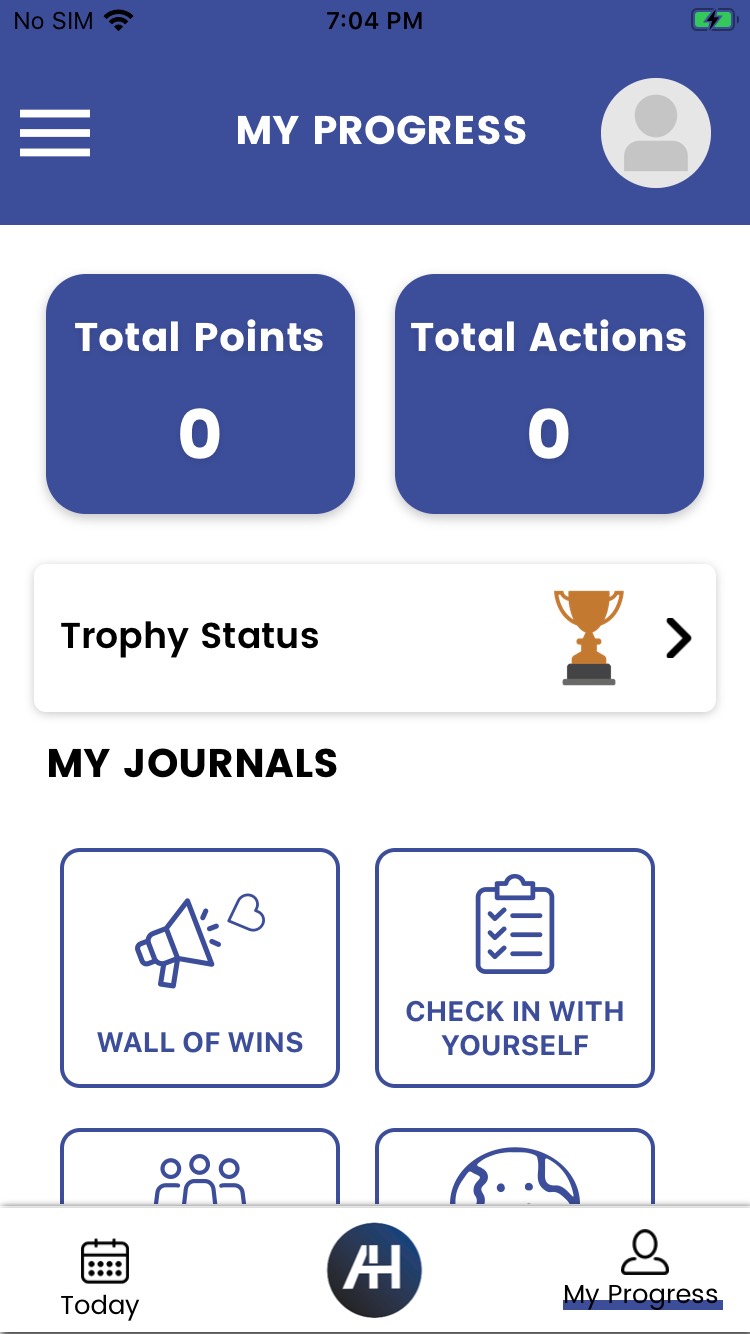 No SIM 7:04 PM
MY PROGRESS
Total Points Total Actions
0 0
Trophy Status
MY JOURNALS
WALL OF WINS
CHECK IN WITH
YOURSELF
AH
Today My Progress